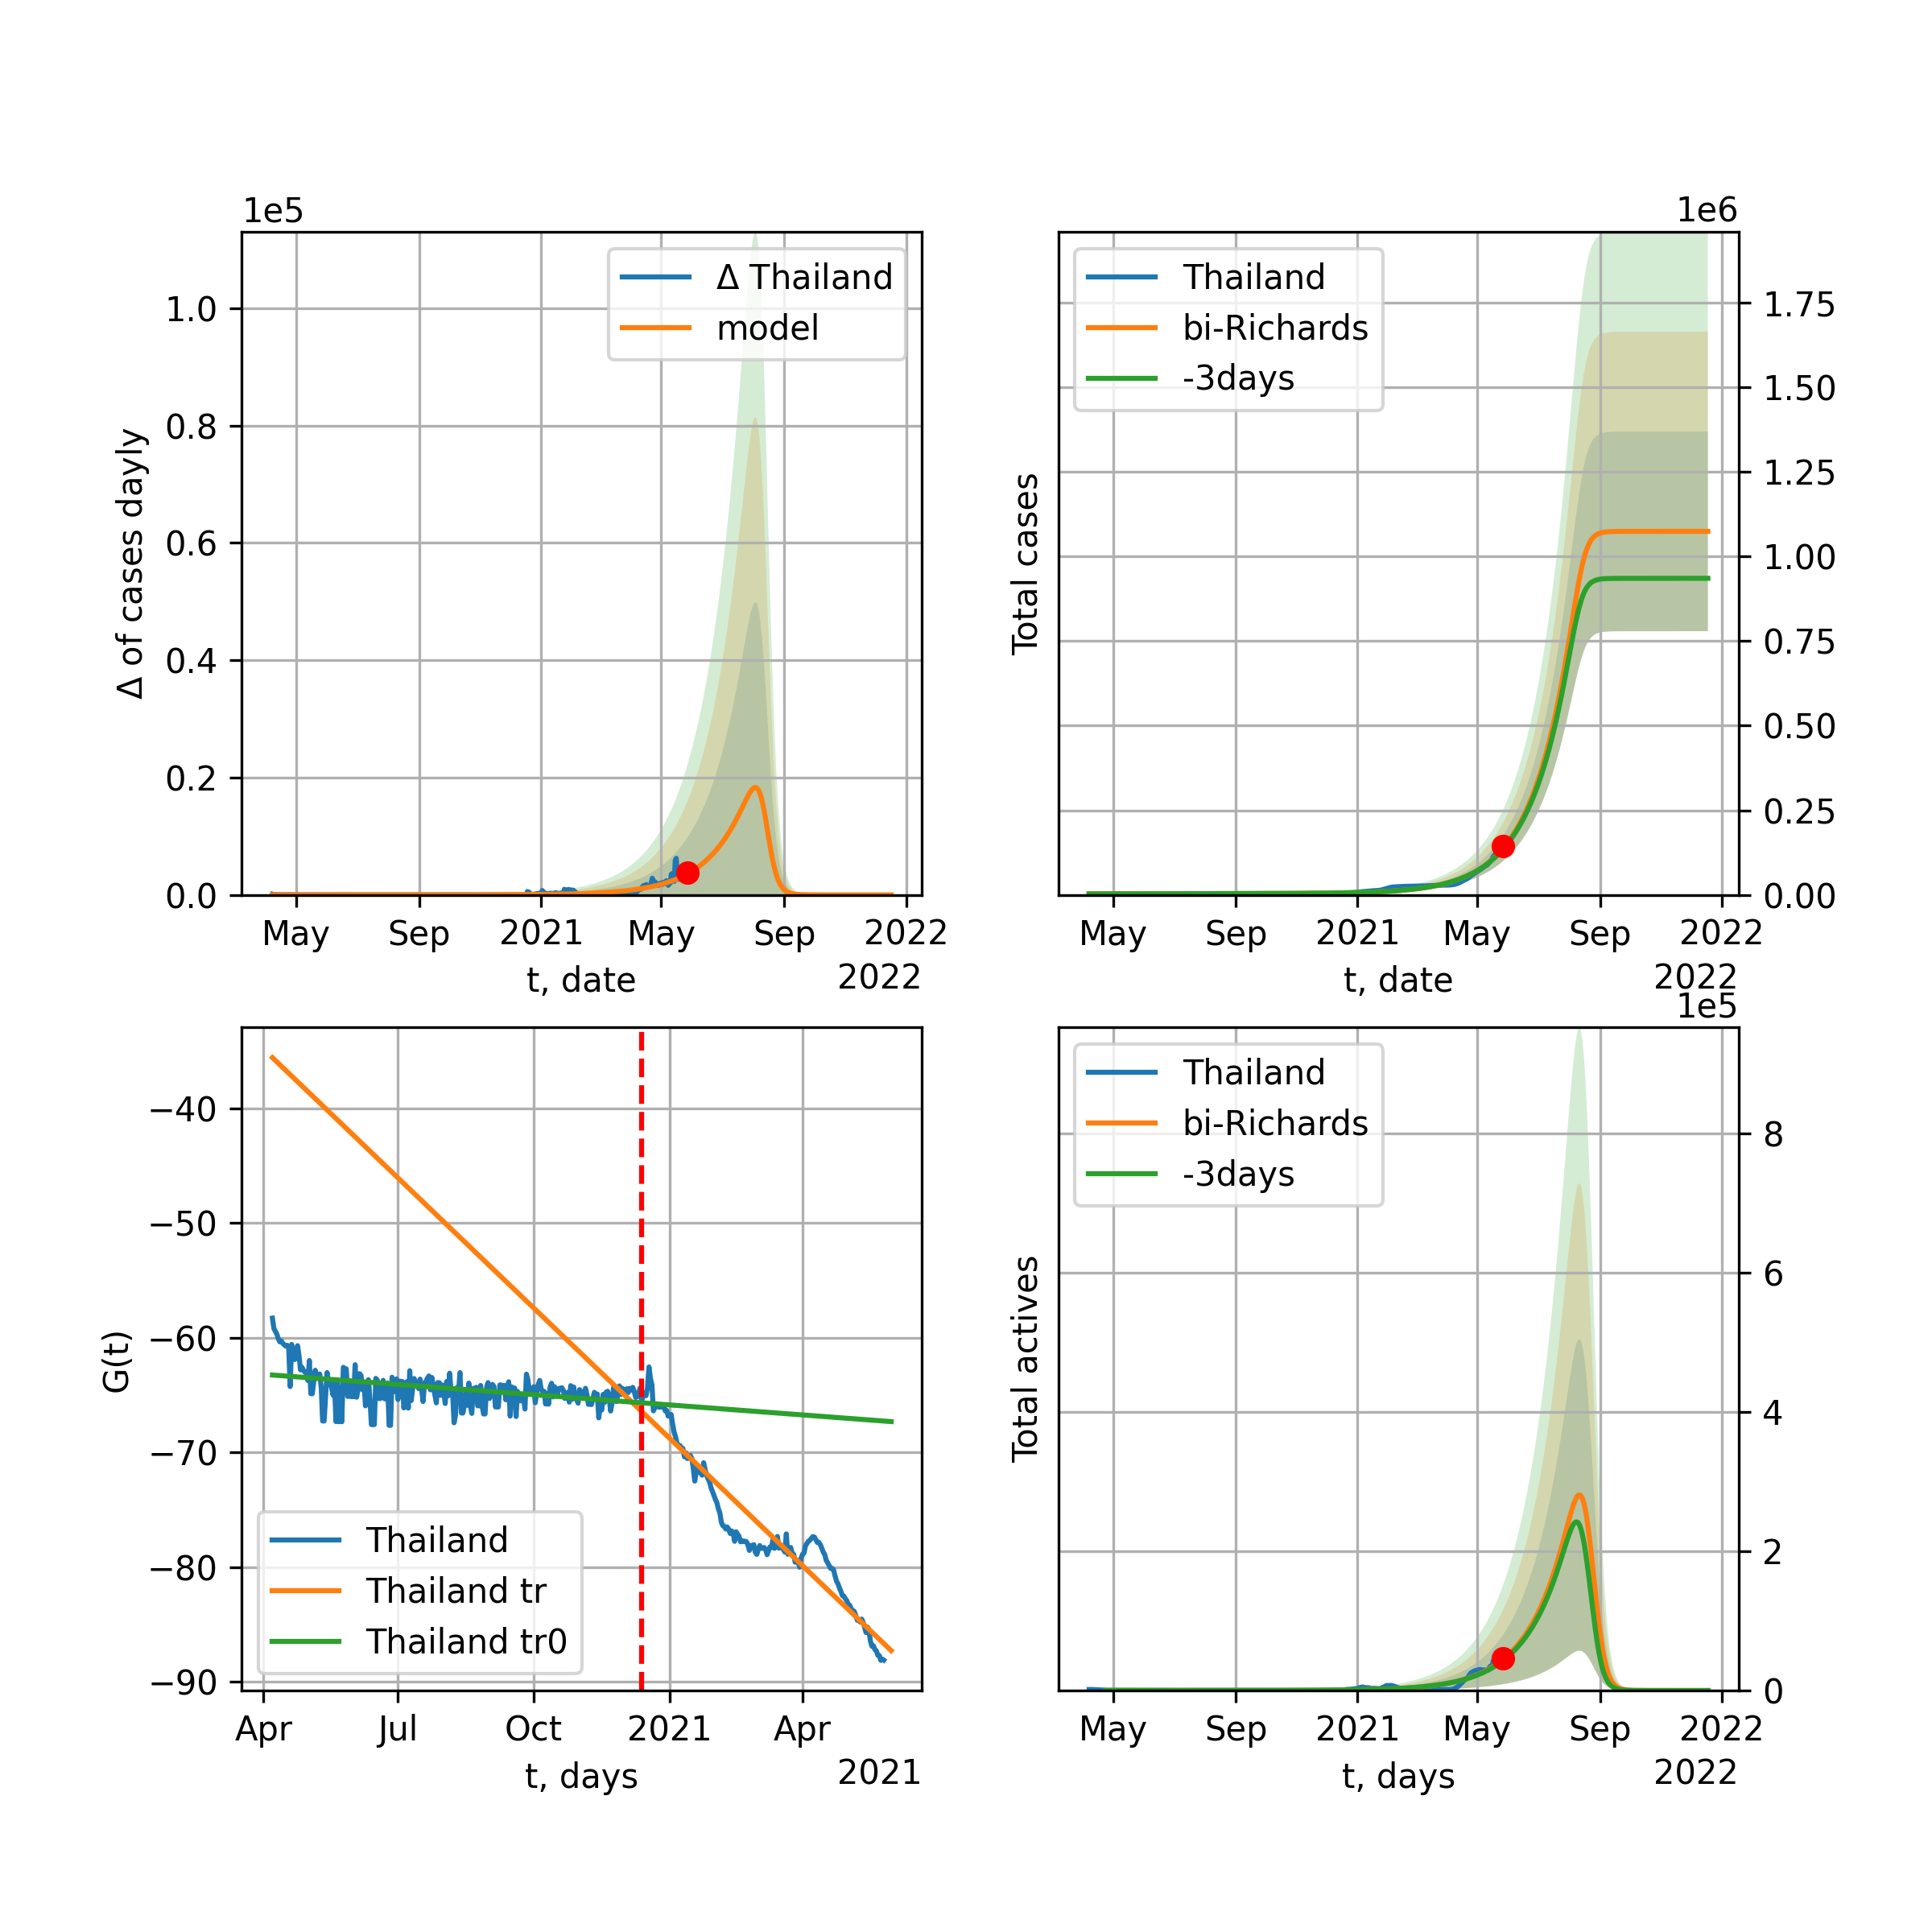 1e5
Δ of cases dayly
1.0
0.8
0.6
0.4
0.2
0.0
Δ Thailand
model
May Sep 2021 May Sep 2022
t, date
2022
1e6
Total cases
Thailand
bi-Richards
-3days
1.75
1.50
1.25
1.00
0.75
0.50
0.25
0.00
May Sep 2021 May Sep 2022
t, date
2022
G(t)
−40
−50
−60
−70
−80
−90
Thailand
Thailand tr
Thailand tr0
Apr Jul Oct 2021 Apr
t, days
2021
1e5
Total actives
Thailand
bi-Richards
-3days
8
6
4
2
0
May Sep 2021 May Sep 2022
t, days
2022